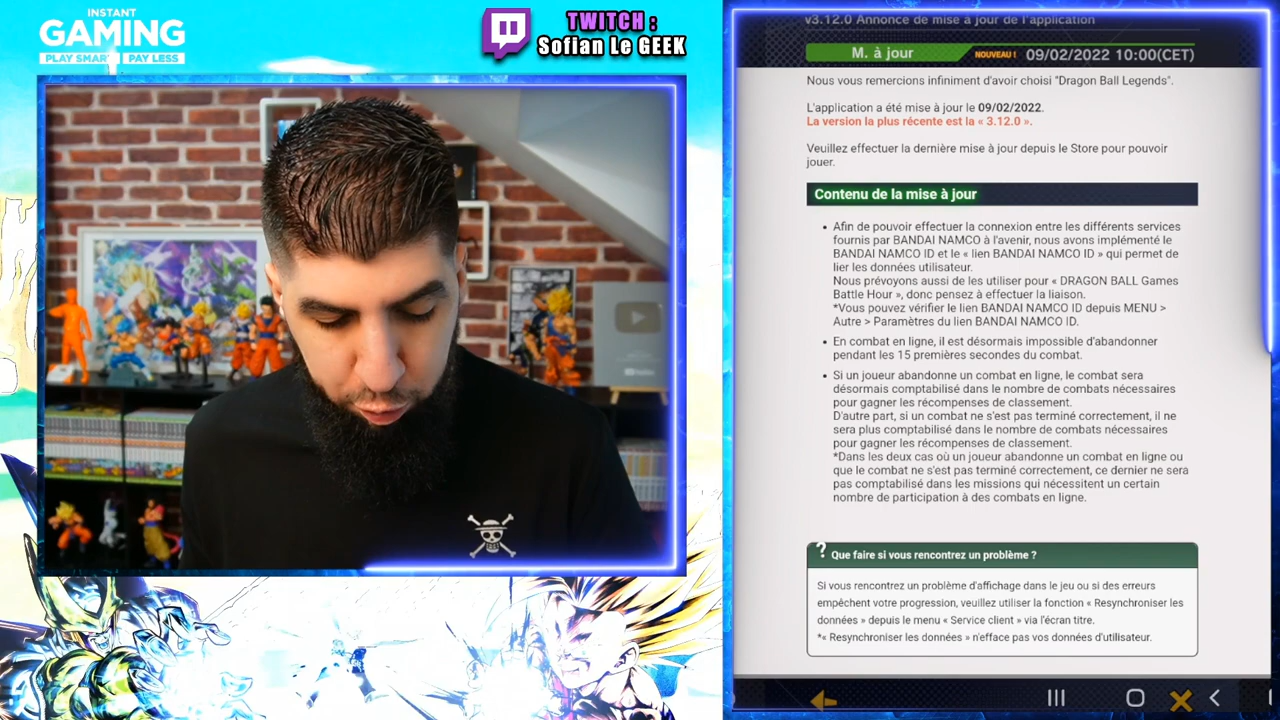 INSTANT
GAMING
PLAY SMART PAY LESS
TWITCH :
Sofian Le GEEK
v3.12.0 Annonce de mise à jour de l'application
M. à jour NOUVEAU ! 09/02/2022 10:00(CET)
Nous vous remercions infiniment d'avoir choisi "Dragon Ball Legends".
L'application a été mise à jour le 09/02/2022.
La version la plus récente est la « 3.12.0 ».
Veuillez effectuer la dernière mise à jour depuis le Store pour pouvoir
jouer.
Contenu de la mise à jour
• Afin de pouvoir effectuer la connexion entre les différents services
fournis par BANDAI NAMCO à l'avenir, nous avons implémenté le
BANDAI NAMCO ID et le « lien BANDAI NAMCO ID » qui permet de
lier les données utilisateur.
Nous prévoyons aussi de les utiliser pour « DRAGON BALL Games
Battle Hour », donc pensez à effectuer la liaison.
*Vous pouvez vérifier le lien BANDAI NAMCO ID depuis MENU >
Autre > Paramètres du lien BANDAI NAMCO ID.
• En combat en ligne, il est désormais impossible d'abandonner
pendant les 15 premières secondes du combat.
• Si un joueur abandonne un combat en ligne, le combat sera
désormais comptabilisé dans le nombre de combats nécessaires
pour gagner les récompenses de classement.
D'autre part, si un combat ne s'est pas terminé correctement, il ne
sera plus comptabilisé dans le nombre de combats nécessaires
pour gagner les récompenses de classement.
*Dans les deux cas où un joueur abandonne un combat en ligne ou
que le combat ne s'est pas terminé correctement, ce dernier ne sera
pas comptabilisé dans les missions qui nécessitent un certain
nombre de participation à des combats en ligne.
? Que faire si vous rencontrez un problème ?
Si vous rencontrez un problème d'affichage dans le jeu ou si des erreurs
empêchent votre progression, veuillez utiliser la fonction « Resynchroniser les
données » depuis le menu « Service client » via l'écran titre.
*« Resynchroniser les données » n'efface pas vos données d'utilisateur.